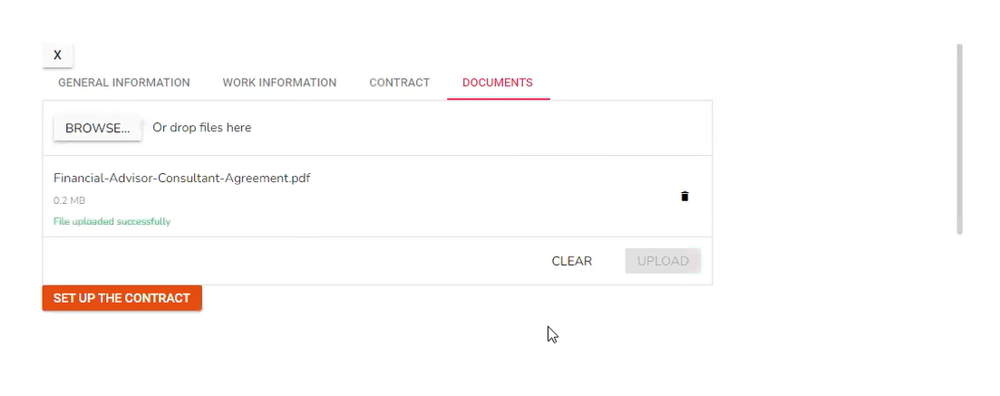 X
GENERAL INFORMATION WORK INFORMATION CONTRACT DOCUMENTS
BROWSE... Or drop files here
Financial-Advisor-Consultant-Agreement.pdf
0.2 MB
File uploaded successfully
CLEAR UPLOAD
SET UP THE CONTRACT